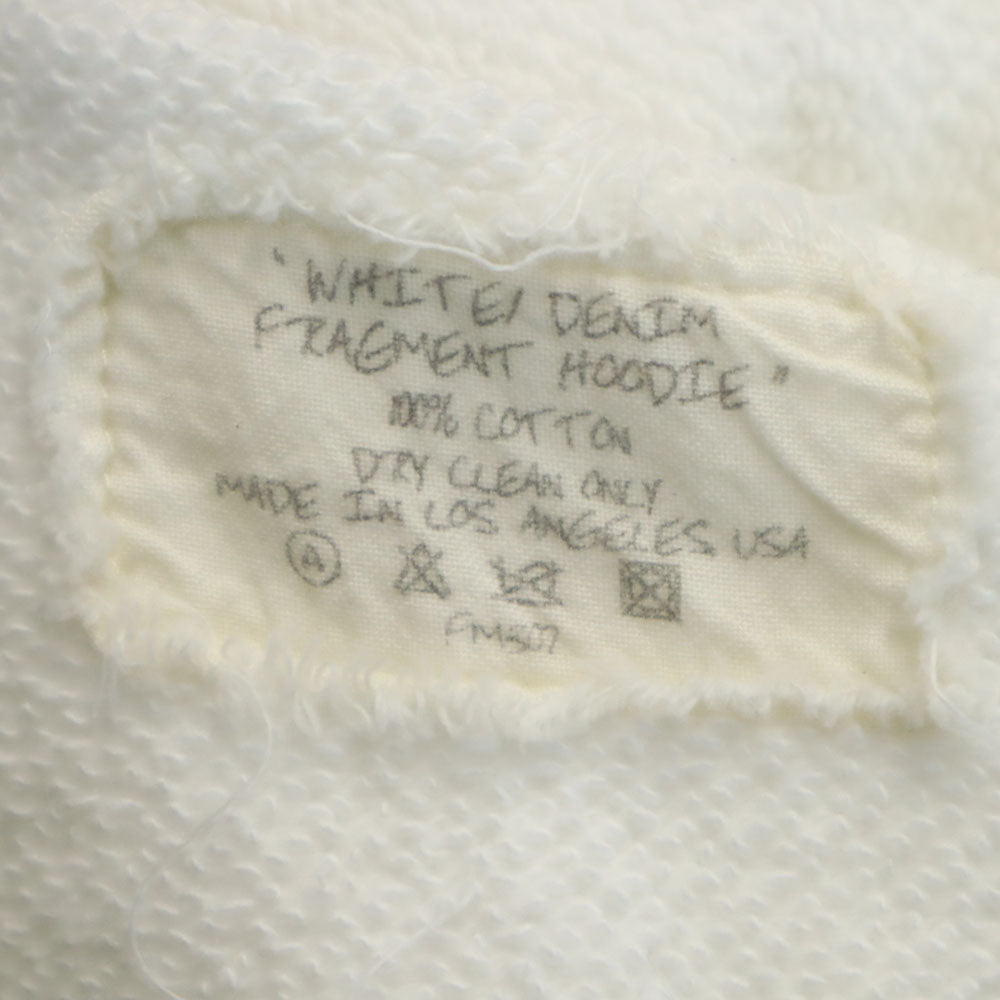 "WHITE/ DENIM
FRAGMENT HOODIE"
100% COTTON
DRY CLEAN ONLY
MADE IN LOS ANGELES USA
A
FM507